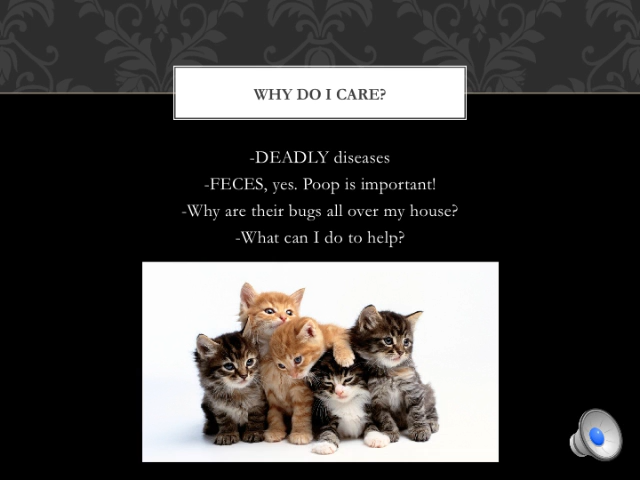 WHY DO I CARE?
-DEADLY diseases
-FECES, yes. Poop is important!
-Why are their bugs all over my house?
-What can I do to help?